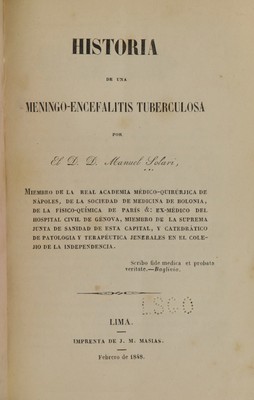 HISTORIA
DE UNA
MENINGO-ENCEFALITIS TUBERCULOSA
POR
El D. D. Manuel Solari,
MIEMBRO DE LA REAL ACADEMIA MÉDICO-QUIRÚRJICA DE
NÁPOLES, DE LA SOCIEDAD DE MEDICINA DE BOLONIA,
DE LA FISICO-QUÍMICA DE PARÍS &: EX-MÉDICO DEL
HOSPITAL CIVIL DE GÉNOVA, MIEMBRO DE LA SUPREMA
JUNTA DE SANIDAD DE ESTA CAPITAL, Y CATEDRÁTICO
DE PATOLOGIA Y TERAPÉUTICA JENERALES EN EL COLE-
JIO DE LA INDEPENDENCIA.
Scribo fide medica et probata
veritate.—Baglivio.
LIMA.
IMPRENTA DE J. M. MASIAS.
Febrero de 1848.